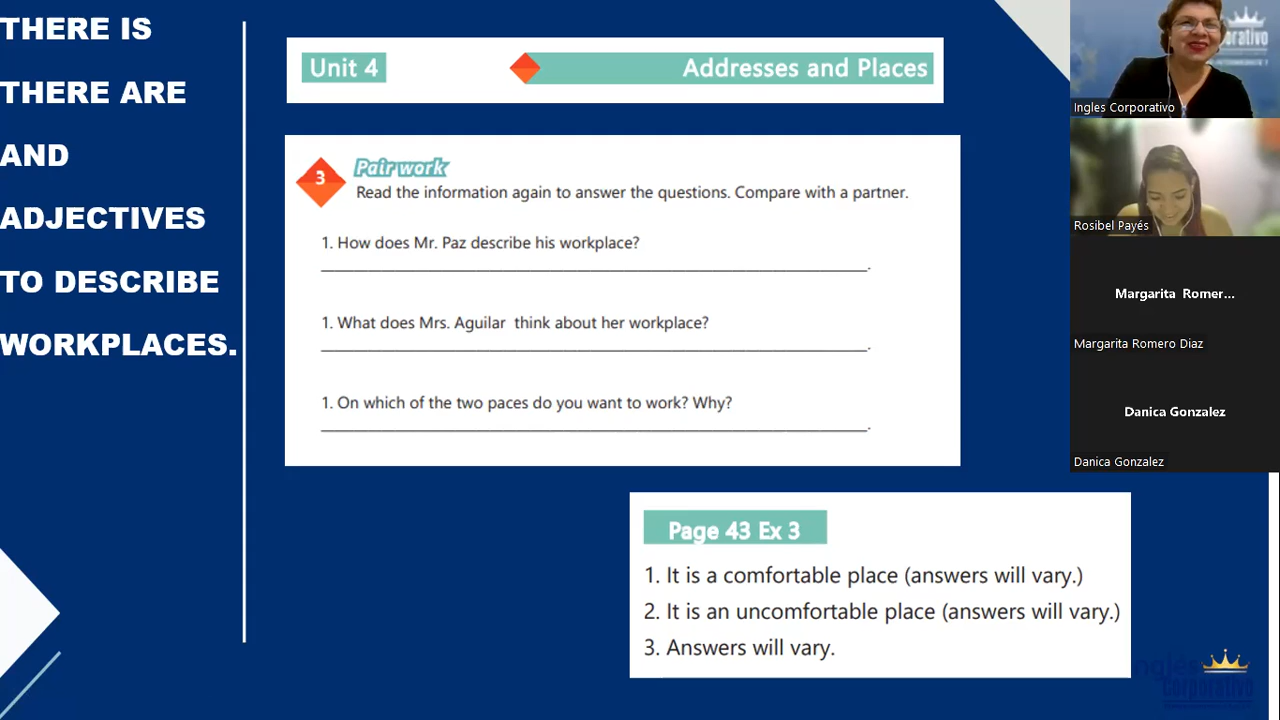 THERE IS
THERE ARE
AND
ADJECTIVES
TO DESCRIBE
WORKPLACES.
Unit 4
Addresses and Places
3
Pair work
Read the information again to answer the questions. Compare with a partner.
1. How does Mr. Paz describe his workplace?
1. What does Mrs. Aguilar think about her workplace?
1. On which of the two paces do you want to work? Why?
Page 43 Ex 3
1. It is a comfortable place (answers will vary.)
2. It is an uncomfortable place (answers will vary.)
3. Answers will vary.
Ingles Corporativo
Rosibel Payés
Margarita Romer...
Margarita Romero Diaz
Danica Gonzalez
Danica Gonzalez
Inglés
Corporativo